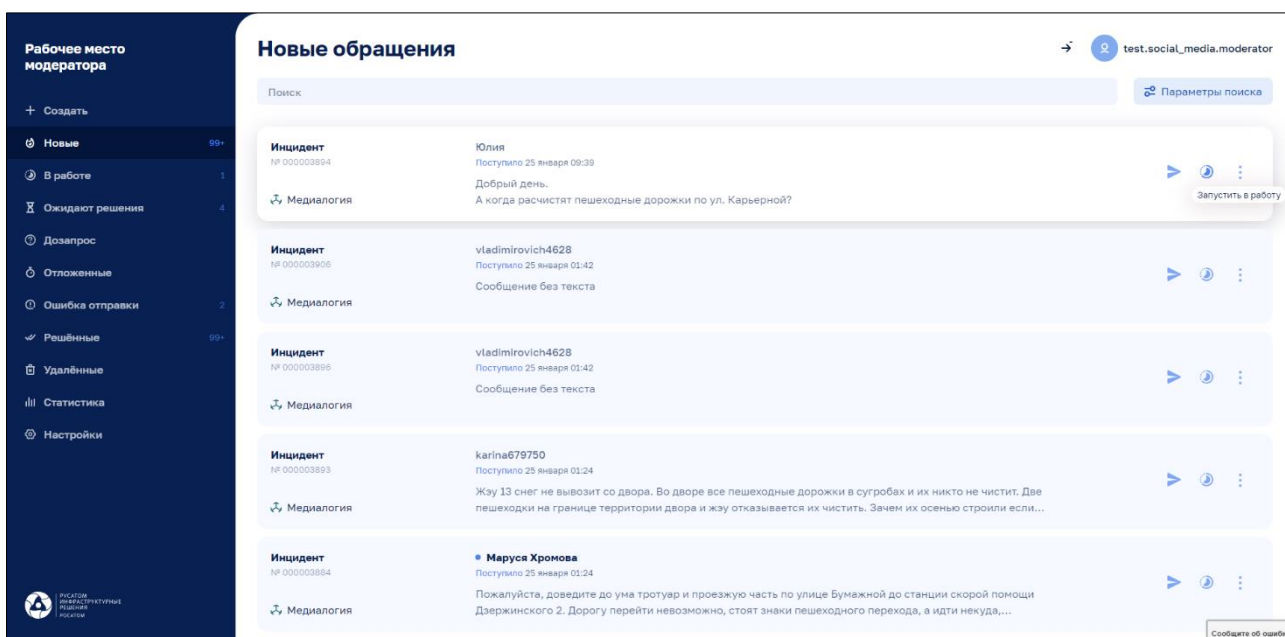 Рабочее место
модератора
+ Создать
Новые 99+
В работе 1
Ожидают решения 4
Дозапрос
Отложенные
Ошибка отправки 2
Решённые 99+
Удалённые
Статистика
Настройки
РУСАТОМ
ИНФРАСТРУКТУРНЫЕ
РЕШЕНИЯ
РОСАТОМ
Новые обращения
test.social_media.moderator
Поиск
Параметры поиска
Инцидент
№ 000003894
Медиалогия
Юлия
Поступило 25 января 09:39
Добрый день.
А когда расчистят пешеходные дорожки по ул. Карьерной?
Запустить в работу
Инцидент
№ 000003906
Медиалогия
vladimirovich4628
Поступило 25 января 01:42
Сообщение без текста
Инцидент
№ 000003896
Медиалогия
vladimirovich4628
Поступило 25 января 01:42
Сообщение без текста
Инцидент
№ 000003893
Медиалогия
karina679750
Поступило 25 января 01:24
Жэу 13 снег не вывозит со двора. Во дворе все пешеходные дорожки в сугробах и их никто не чистит. Две
пешеходки на границе территории двора и жэу отказывается их чистить. Зачем их осенью строили если...
Инцидент
№ 000003884
Медиалогия
Маруся Хромова
Поступило 25 января 01:24
Пожалуйста, доведите до ума тротуар и проезжую часть по улице Бумажной до станции скорой помощи
Дзержинского 2. Дорогу перейти невозможно, стоят знаки пешеходного перехода, а идти некуда,...
Сообщите об ошибк